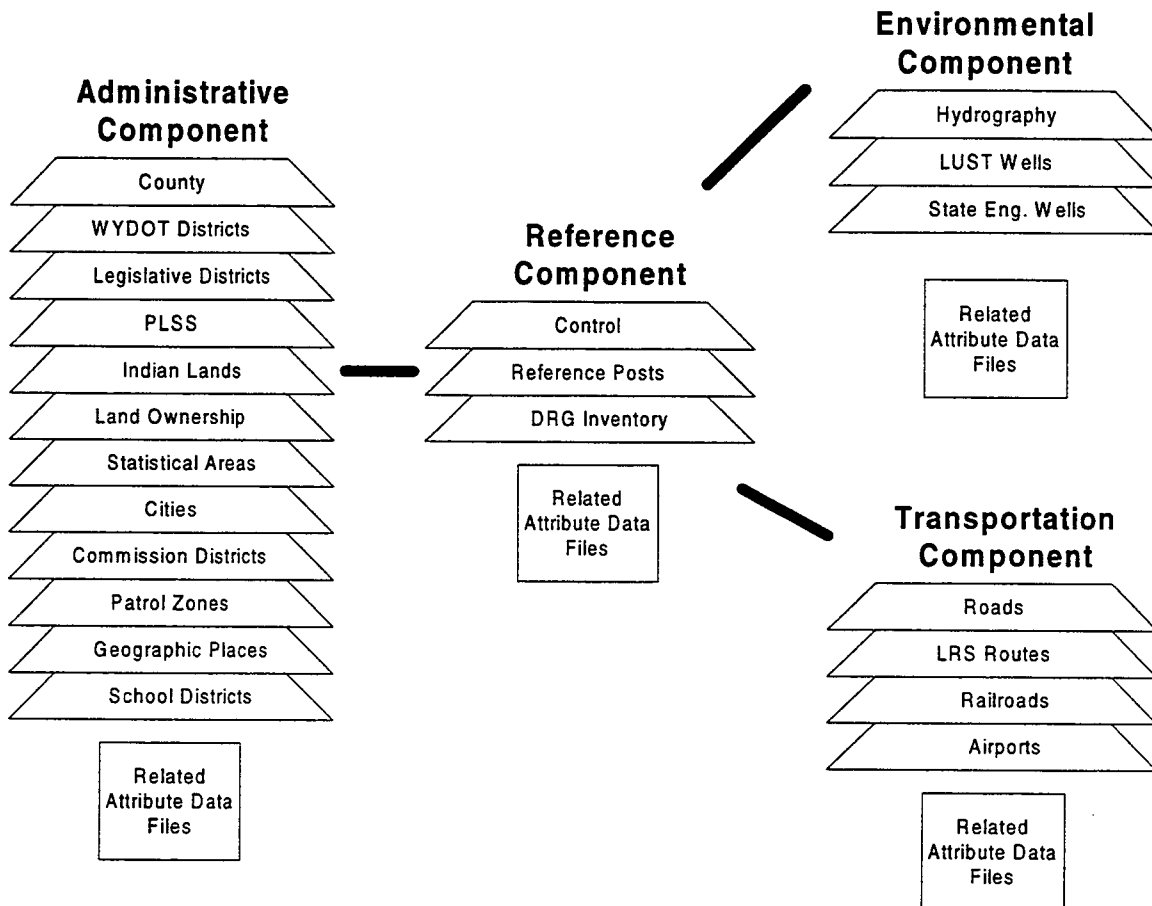 Administrative
Component
County
WYDOT Districts
Legislative Districts
PLSS
Indian Lands
Land Ownership
Statistical Areas
Cities
Commission Districts
Patrol Zones
Geographic Places
School Districts
Related
Attribute Data
Files
Reference
Component
Control
Reference Posts
DRG Inventory
Related
Attribute Data
Files
Environmental
Component
Hydrography
LUST Wells
State Eng. Wells
Related
Attribute Data
Files
Transportation
Component
Roads
LRS Routes
Railroads
Airports
Related
Attribute Data
Files